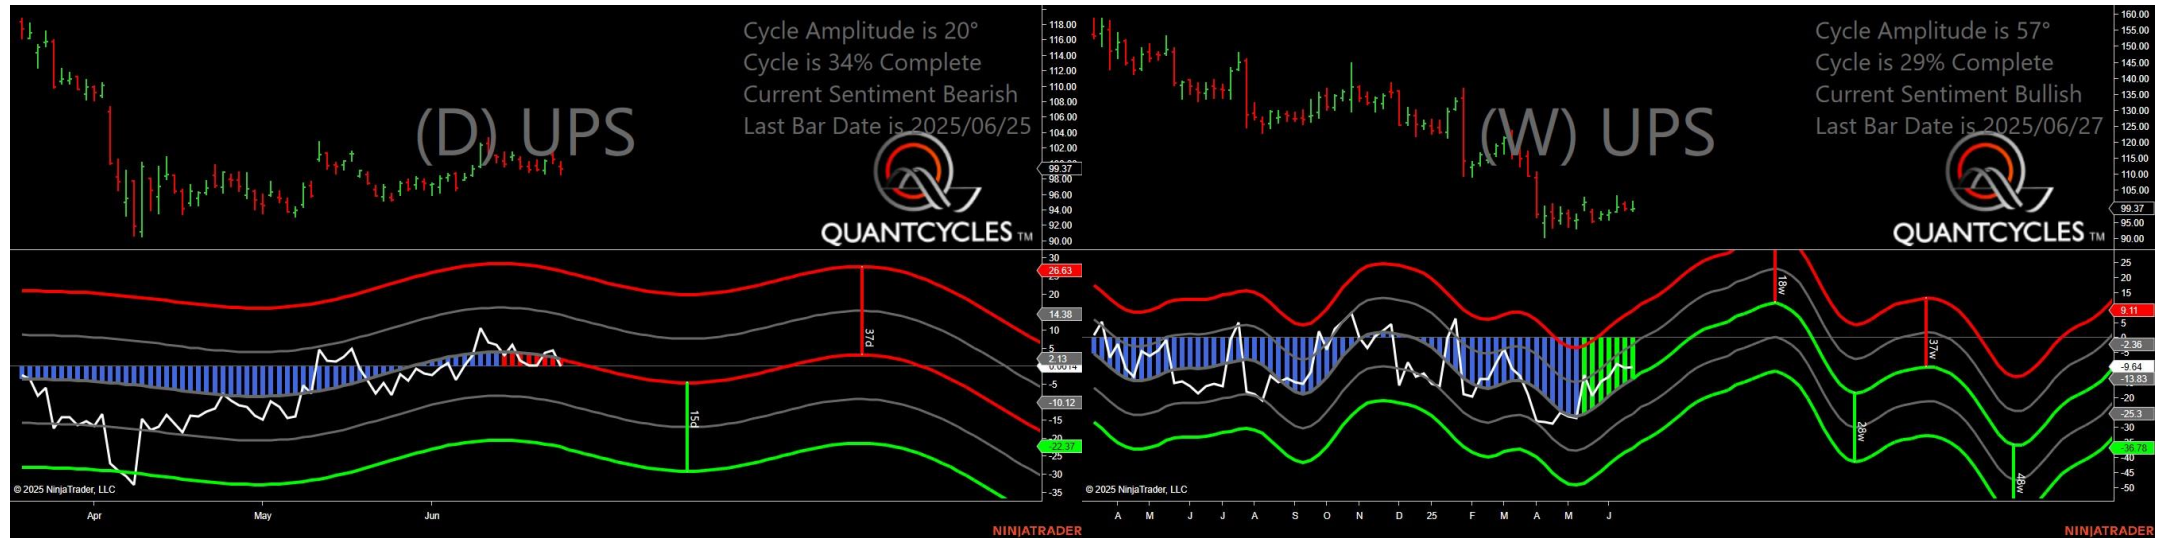 Cycle Amplitude is 20°
Cycle is 34% Complete
Current Sentiment Bearish
Last Bar Date is 2025/06/25
(D) UPS
QUANTCYCLES TM
118.00
116.00
114.00
112.00
110.00
108.00
106.00
104.00
102.00
99.37
98.00
96.00
94.00
92.00
90.00
30
26.63
20
14.38
10
5
2.13
0.0014
-5
-10.12
-15
-20
-22.37
-25
-30
-35
37d
15d
© 2025 NinjaTrader, LLC
Apr May Jun
NINJATRADER
Cycle Amplitude is 57°
Cycle is 29% Complete
Current Sentiment Bullish
Last Bar Date is 2025/06/27
(W) UPS
QUANTCYCLES TM
160.00
155.00
150.00
145.00
140.00
135.00
130.00
125.00
120.00
115.00
110.00
105.00
99.37
95.00
90.00
25
20
15
9.11
5
0
-2.36
-5
-9.64
-13.83
-20
-25.3
-30
-36.78
-40
-45
-50
18w
37w
28w
48w
© 2025 NinjaTrader, LLC
A M J J A S O N D 25 F M A M J
NINJATRADER